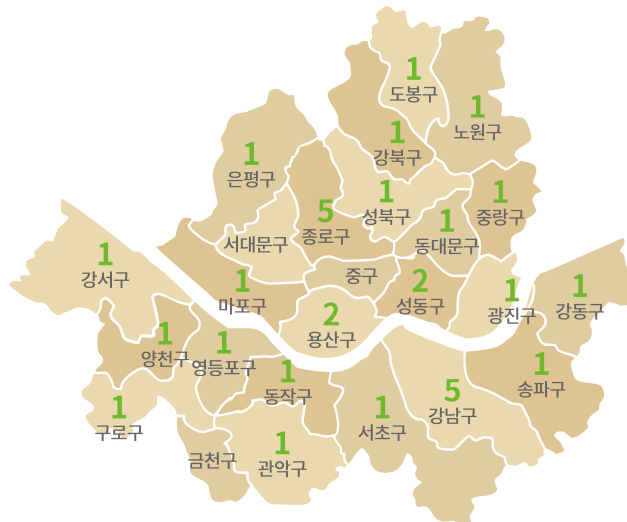 1
도봉구
1
노원구
1
강북구
1
은평구
1
성북구
1
중랑구
5
종로구
1
동대문구
서대문구
1
강서구
중구
1
마포구
2
성동구
1
광진구
1
강동구
2
용산구
1
양천구
1
영등포구
1
동작구
1
송파구
5
강남구
1
구로구
1
서초구
1
관악구
금천구